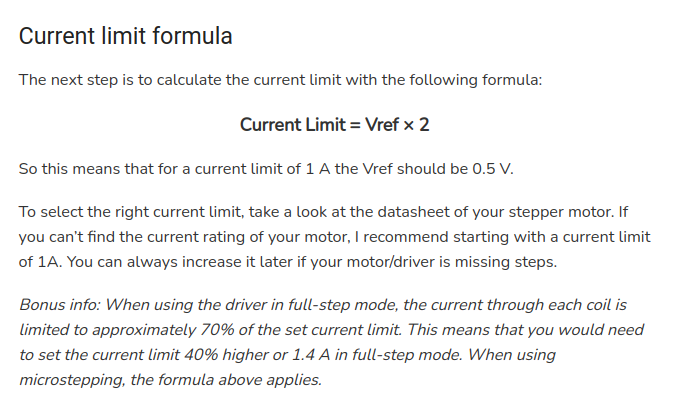 Current limit formula
The next step is to calculate the current limit with the following formula:
Current Limit = Vref × 2
So this means that for a current limit of 1 A the Vref should be 0.5 V.
To select the right current limit, take a look at the datasheet of your stepper motor. If
you can’t find the current rating of your motor, I recommend starting with a current limit
of 1A. You can always increase it later if your motor/driver is missing steps.
Bonus info: When using the driver in full-step mode, the current through each coil is
limited to approximately 70% of the set current limit. This means that you would need
to set the current limit 40% higher or 1.4 A in full-step mode. When using
microstepping, the formula above applies.